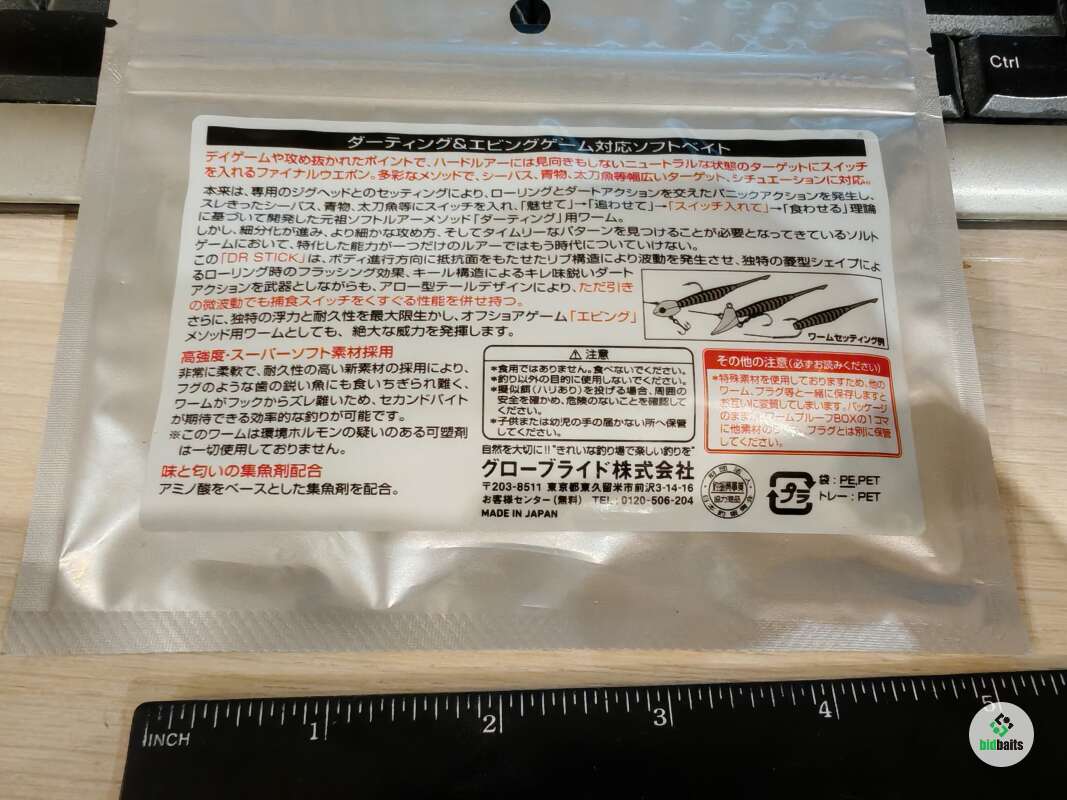 Ctrl
ダーティング&エビングゲーム対応ソフトベイト
デイゲームや攻め抜かれたポイントで、ハードルアーには見向きもしないニュートラルな状態のターゲットにスイッチ
を入れるファイナルウエポン。多彩なメソッドで、シーバス、青物、太刀魚等幅広いターゲット、シチュエーションに対応。
本来は、専用のジグヘッドとのセッティングにより、ローリングとダートアクションを交えたパニックアクションを発生し、
スレきったシーバス、青物、太刀魚等にスイッチを入れ、「魅せて」→「追わせて」→「スイッチ入れて」→「食わせる」理論
に基づいて開発した元祖ソフトルアーメソッド「ダーティング」用ワーム。
しかし、細分化が進み、より細かな攻め方、そしてタイムリーなパターンを見つけることが必要となってきているソルト
ゲームにおいて、特化した能力が一つだけのルアーではもう時代についていけない。
この「DR STICK」は、ボディ進行方向に抵抗面をもたせたリブ構造により波動を発生させ、独特の菱型シェイプによ
るローリング時のフラッシング効果、キール構造によるキレ味鋭いダート
アクションを武器としながらも、アロー型テールデザインにより、ただ引き
の微波動でも捕食スイッチをくすぐる性能を併せ持つ。
さらに、独特の浮力と耐久性を最大限生かし、オフショアゲーム「エビング」
メソッド用ワームとしても、絶大な威力を発揮します。
ワームセッティング例
高強度・スーパーソフト素材採用
非常に柔軟で、耐久性の高い新素材の採用により、
フグのような歯の鋭い魚にも食いちぎられ難く、
ワームがフックからズレ難いため、セカンドバイト
が期待できる効率的な釣りが可能です。
※このワームは環境ホルモンの疑いのある可塑剤
は一切使用しておりません。
味と匂いの集魚剤配合
アミノ酸をベースとした集魚剤を配合。
⚠ 注意
*食用ではありません。食べないでください。
*釣り以外の目的に使用しないでください。
*擬似餌(ハリあり)を投げる場合、周囲の
安全を確かめ、危険のないことを確認して
ください。
*子供または幼児の手の届かない所へ保管
してください。
その他の注意(必ずお読みください)
*特殊素材を使用しておりますため、他の
ワーム、プラグ等と一緒に保存しますと
お互いに変質してしまいます。パッケージ
のまま ワームプルーフBOXの1コマ
に他素材の プラグとは別に保管
してください。
自然を大切に!!"きれいな釣り場で楽しい釣りを"
グローブライド株式会社
〒203-8511 東京都東久留米市前沢3-14-16
お客様センター(無料) TEL:0120-506-204
MADE IN JAPAN
プラ
袋:PE,PET
トレー:PET
INCH
1 2 3 4 5
bidbaits